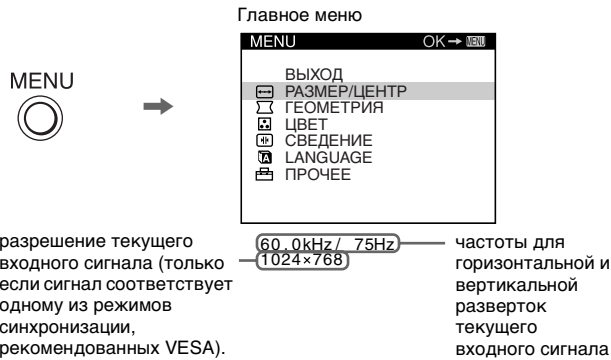 Главное меню
MENU
MENU OK→ MENU
ВЫХОД
РАЗМЕР/ЦЕНТР
ГЕОМЕТРИЯ
ЦВЕТ
СВЕДЕНИЕ
LANGUAGE
ПРОЧЕЕ
60.0kHz/ 75Hz
1024×768
разрешение текущего
входного сигнала (только
если сигнал соответствует
одному из режимов
синхронизации,
рекомендованных VESA).
частоты для
горизонтальной и
вертикальной
разверток
текущего
входного сигнала